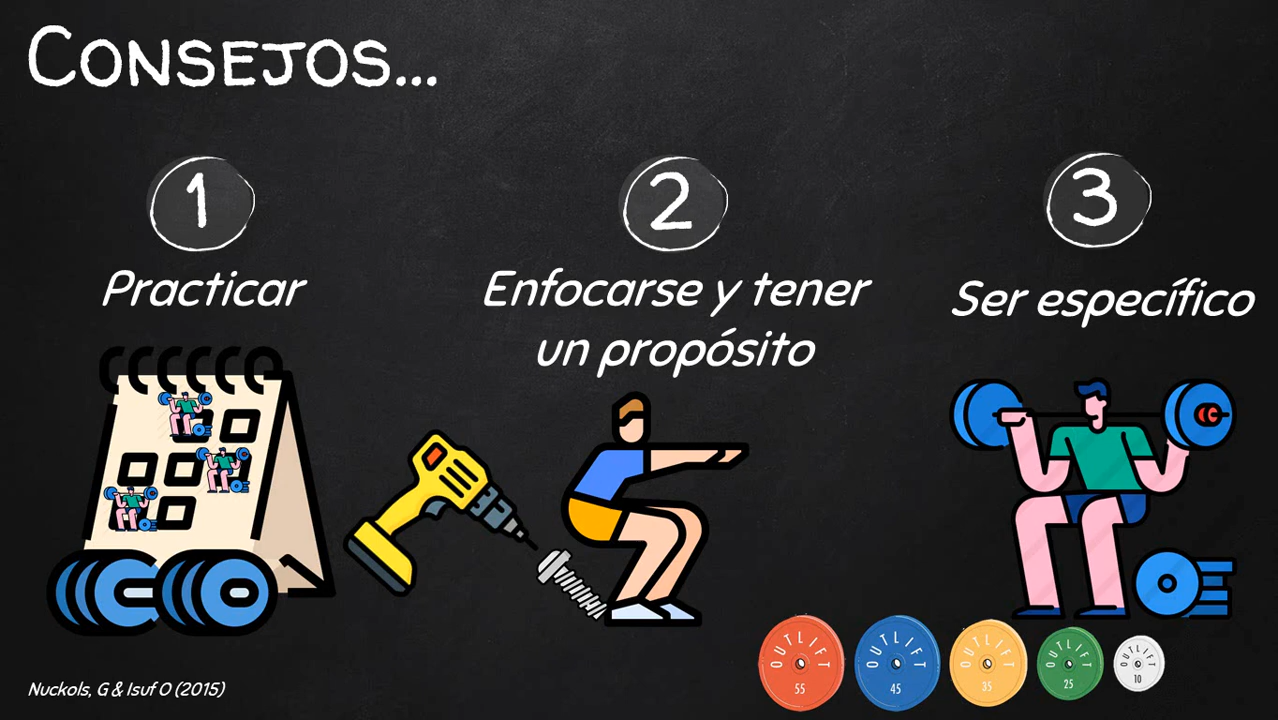 CONSEJOS...
1
2
3
Practicar
Enfocarse y tener
un propósito
Ser específico
OUTLIFT
55
OUTLIFT
45
OUTLIFT
35
OUTLIFT
25
OUTLIFT
10
Nuckols, G & Isuf O (2015)